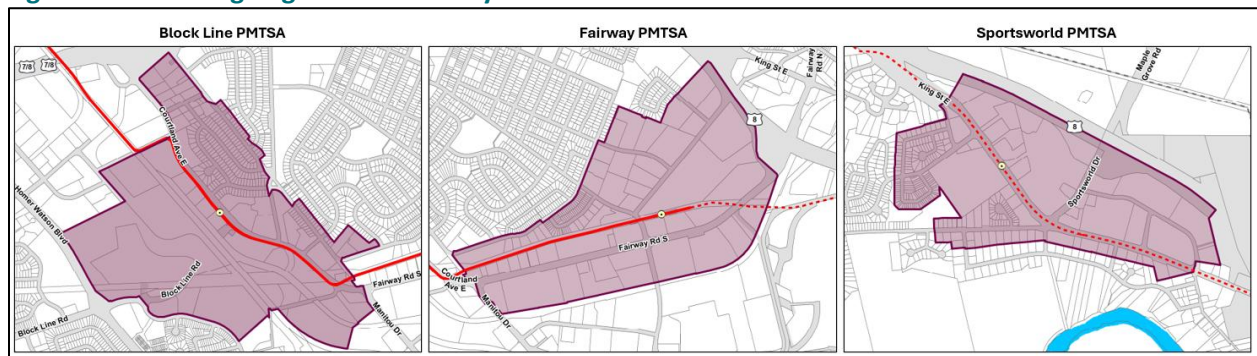 Block Line PMTSA
Fairway PMTSA
Sportsworld PMTSA
7/8
7/8
Courtland Ave E
Homer Watson Blvd
Block Line Rd
Block Line Rd
Fairway Rd S
Manitou Dr
King St E
Fairway
Rd N
8
Fairway Rd S
Courtland
Ave E
Manitou Dr
Maple
Grove Rd
King St E
8
Sportsworld Dr